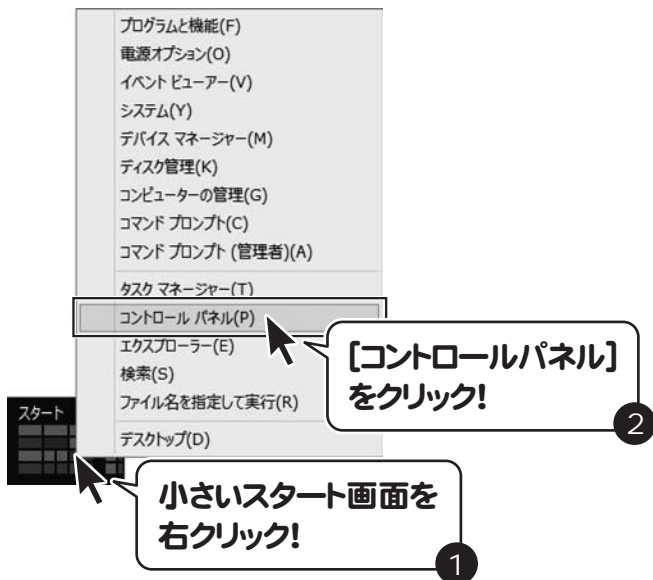 プログラムと機能(F)
電源オプション(O)
イベント ビューアー(V)
システム(Y)
デバイス マネージャー(M)
ディスク管理(K)
コンピューターの管理(G)
コマンド プロンプト(C)
コマンド プロンプト (管理者)(A)
タスク マネージャー(T)
コントロール パネル(P)
エクスプローラー(E)
検索(S)
ファイル名を指定して実行(R)
デスクトップ(D)
[コントロールパネル]
をクリック!
2
スタート
小さいスタート画面を
右クリック!
1